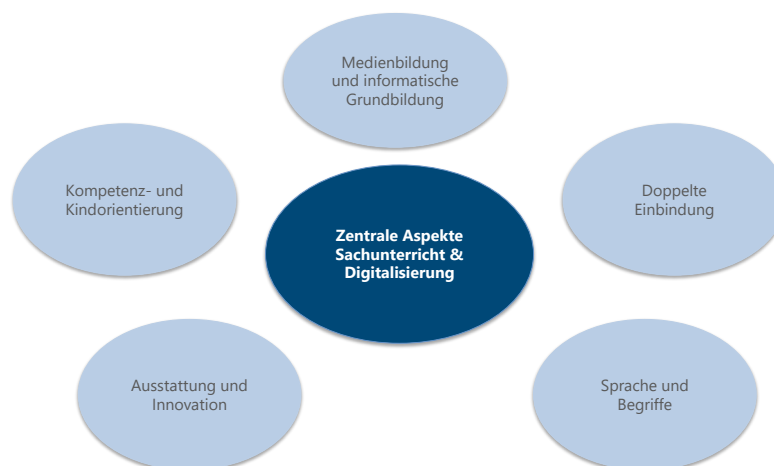 Medienbildung
und informatische
Grundbildung
Kompetenz- und
Kindorientierung
Doppelte
Einbindung
Zentrale Aspekte
Sachunterricht &
Digitalisierung
Ausstattung und
Innovation
Sprache und
Begriffe